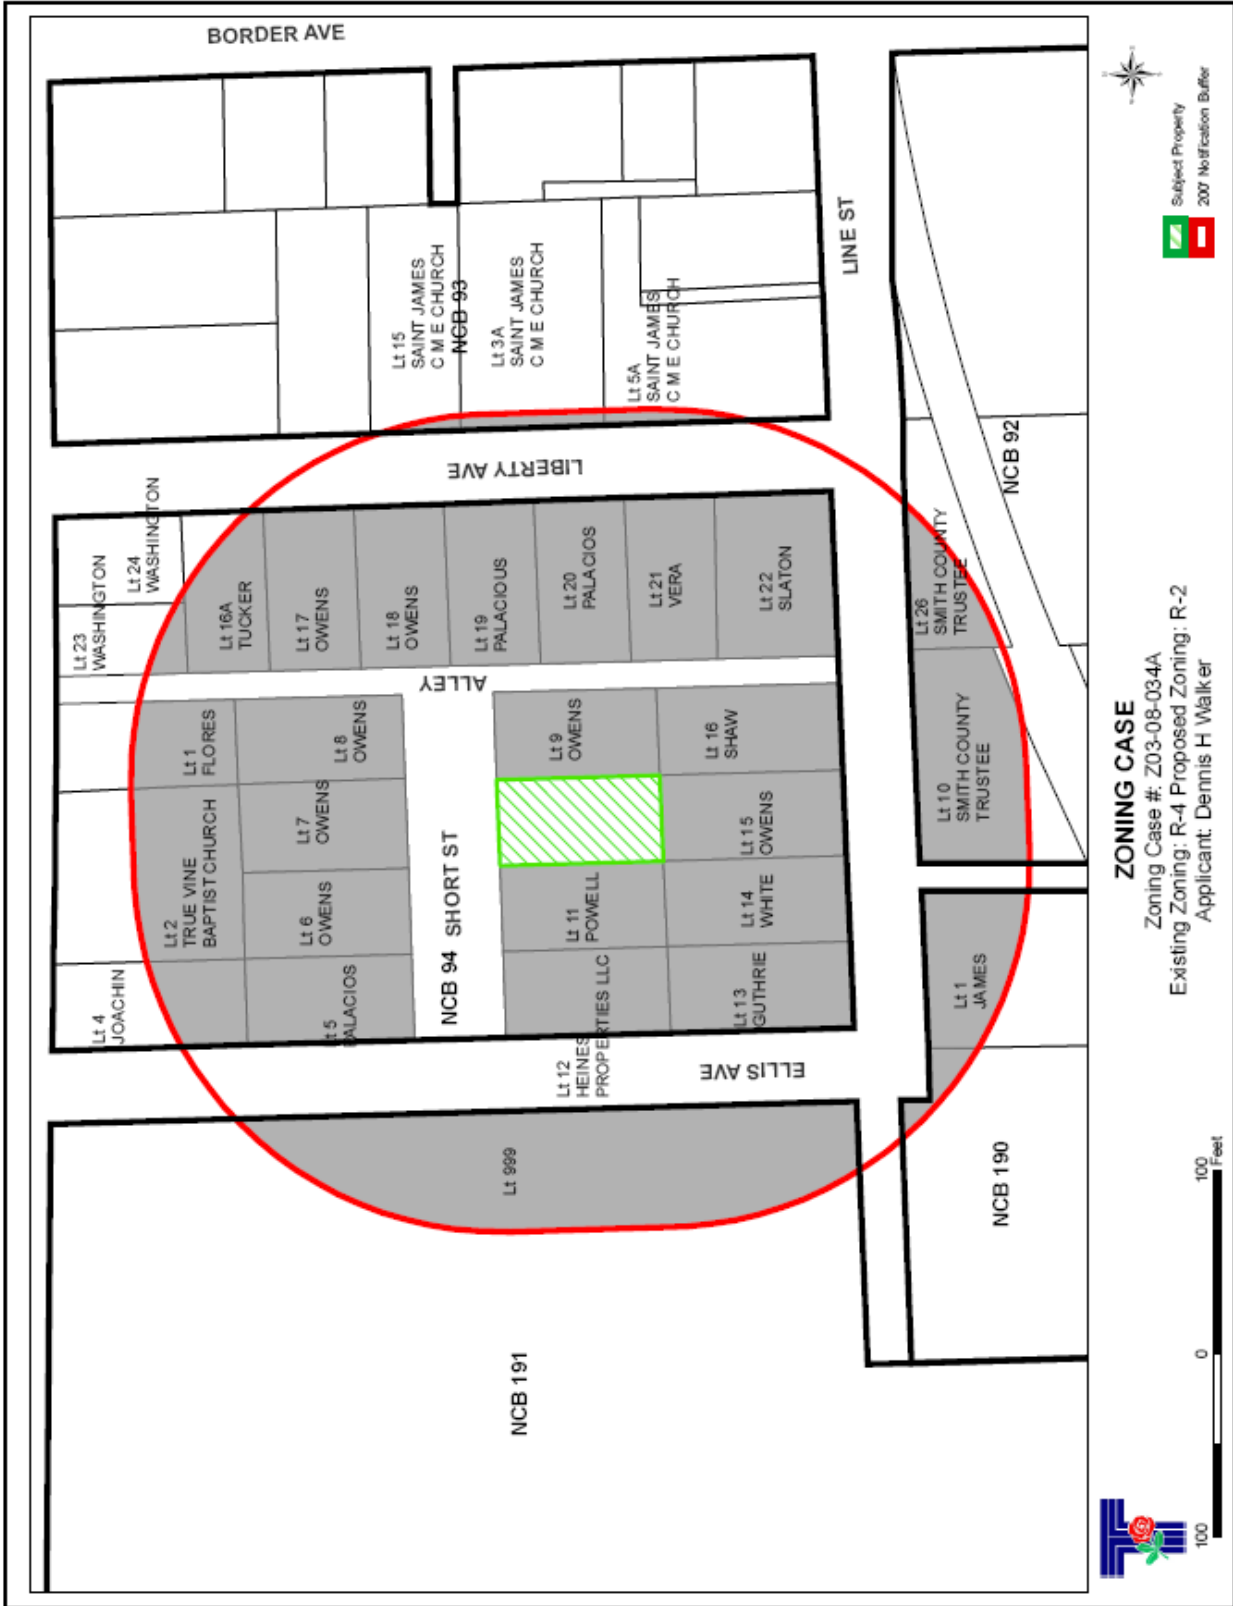 BORDER AVE
Lt 15
SAINT JAMES
C M E CHURCH
NCB 93
Lt 3A
SAINT JAMES
C M E CHURCH
Lt 5A
SAINT JAMES
C M E CHURCH
LINE ST
LIBERTY AVE
Lt 23
WASHINGTON
Lt 24
WASHINGTON
Lt 16A
TUCKER
Lt 17
OWENS
Lt 18
OWENS
Lt 19
PALACIOUS
Lt 20
PALACIOS
Lt 21
VERA
Lt 22
SLATON
ALLEY
Lt 1
FLORES
Lt 8
OWENS
Lt 9
OWENS
Lt 16
SHAW
Lt 2
TRUE VINE
BAPTIST CHURCH
Lt 7
OWENS
Lt 6
OWENS
Lt 15
OWENS
Lt 11
POWELL
Lt 14
WHITE
NCB 94
SHORT ST
Lt 4
JOACHIN
Lt 5
PALACIOS
Lt 12
HEINES
PROPERTIES LLC
Lt 13
GUTHRIE
ELLIS AVE
Lt 999
NCB 191
NCB 92
Lt 26
SMITH COUNTY
TRUSTEE
Lt 10
SMITH COUNTY
TRUSTEE
Lt 1
JAMES
NCB 190
ZONING CASE
Zoning Case #: Z03-08-034A
Existing Zoning: R-4 Proposed Zoning: R-2
Applicant: Dennis H Walker
Subject Property
200' Notification Buffer
100
0
100
Feet